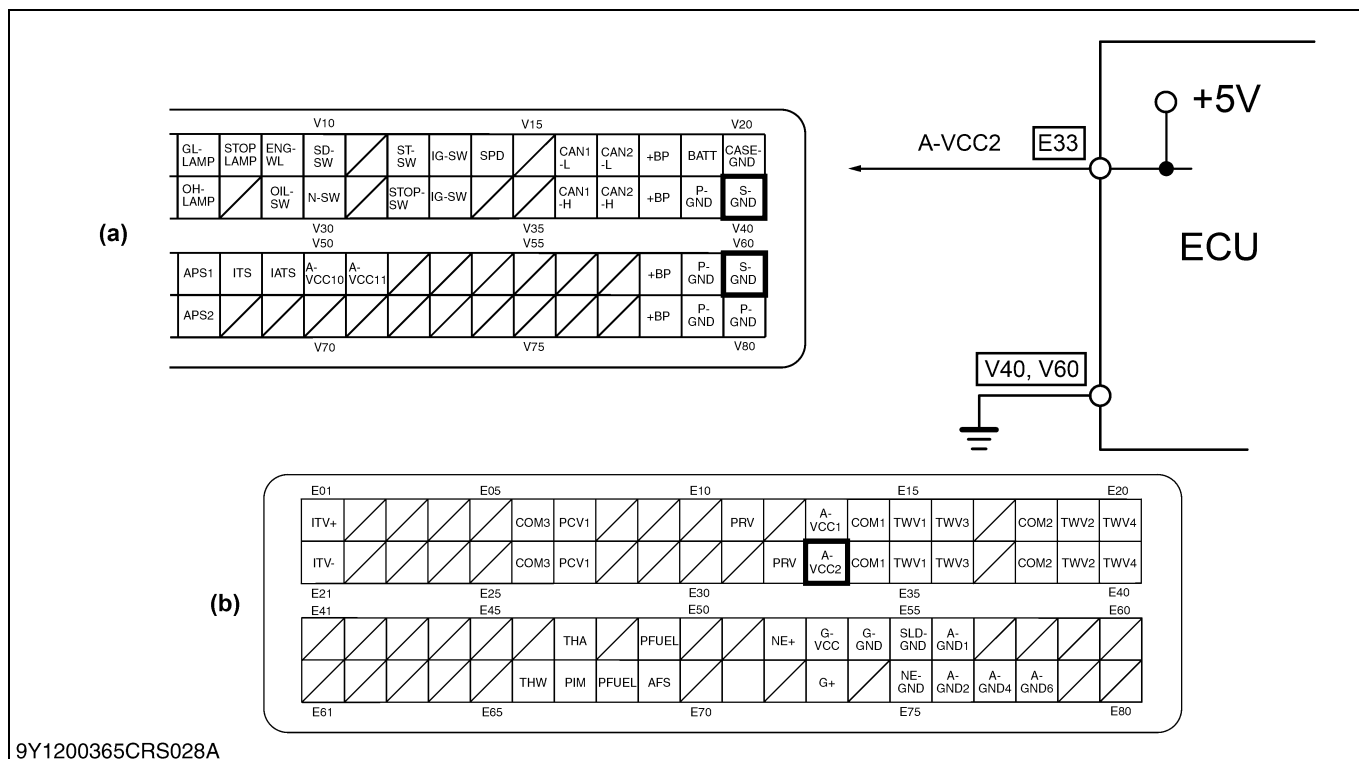 V10 V15 V20
GL-LAMP STOP LAMP ENG-WL SD-SW ST-SW IG-SW SPD CAN1-L CAN2-L +BP BATT CASE-GND
OH-LAMP OIL-SW N-SW STOP-SW IG-SW CAN1-H CAN2-H +BP P-GND S-GND
V30 V35 V40
(a)
V50 V55 V60
APS1 ITS IATS A-VCC10 A-VCC11 +BP P-GND S-GND
APS2 +BP P-GND P-GND
V70 V75 V80
+5V
A-VCC2 E33
ECU
V40, V60
E01 E05 E10 E15 E20
ITV+ COM3 PCV1 PRV A-VCC1 COM1 TWV1 TWV3 COM2 TWV2 TWV4
ITV- COM3 PCV1 PRV A-VCC2 COM1 TWV1 TWV3 COM2 TWV2 TWV4
E21 E25 E30 E35 E40
(b)
E41 E45 E50 E55 E60
THA PFUEL NE+ G-VCC G-GND SLD-GND A-GND1
THW PIM PFUEL AFS G+ NE-GND A-GND2 A-GND4 A-GND6
E61 E65 E70 E75 E80
9Y1200365CRS028A